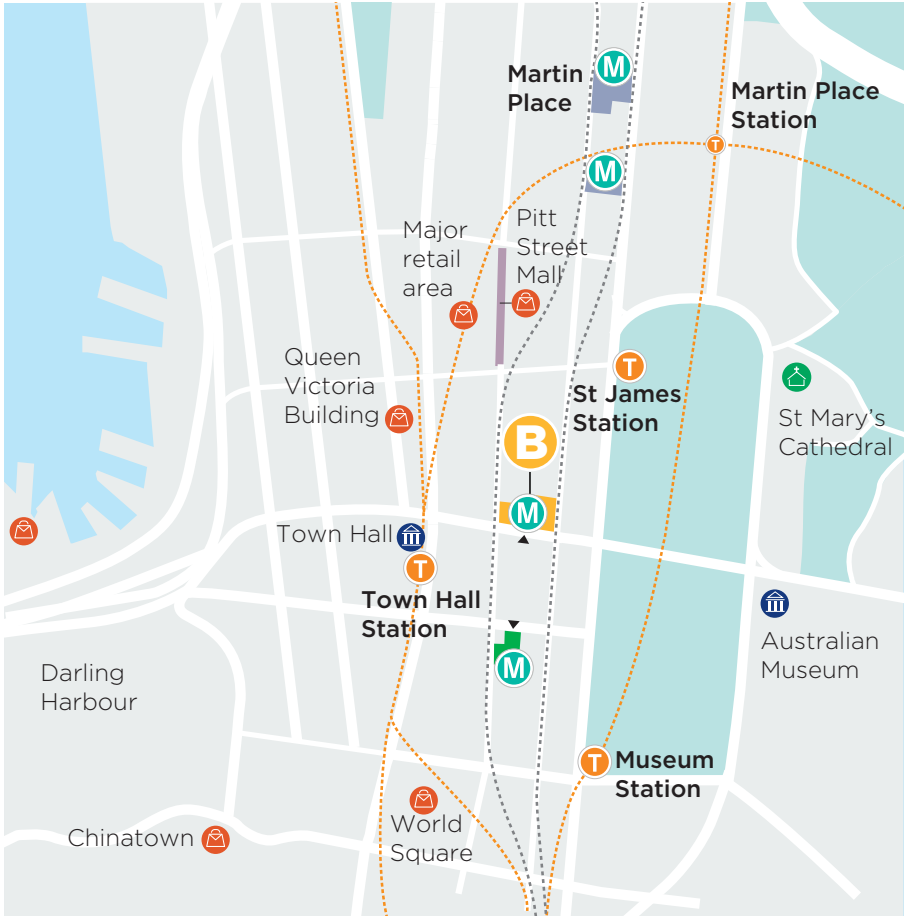 M
Martin
Place
Martin Place
Station
T
M
Major
retail
area
Pitt
Street
Mall
Queen
Victoria
Building
T
St James
Station
St Mary's
Cathedral
B
M
Town Hall
T
Town Hall
Station
M
Australian
Museum
Darling
Harbour
T
Museum
Station
World
Square
Chinatown